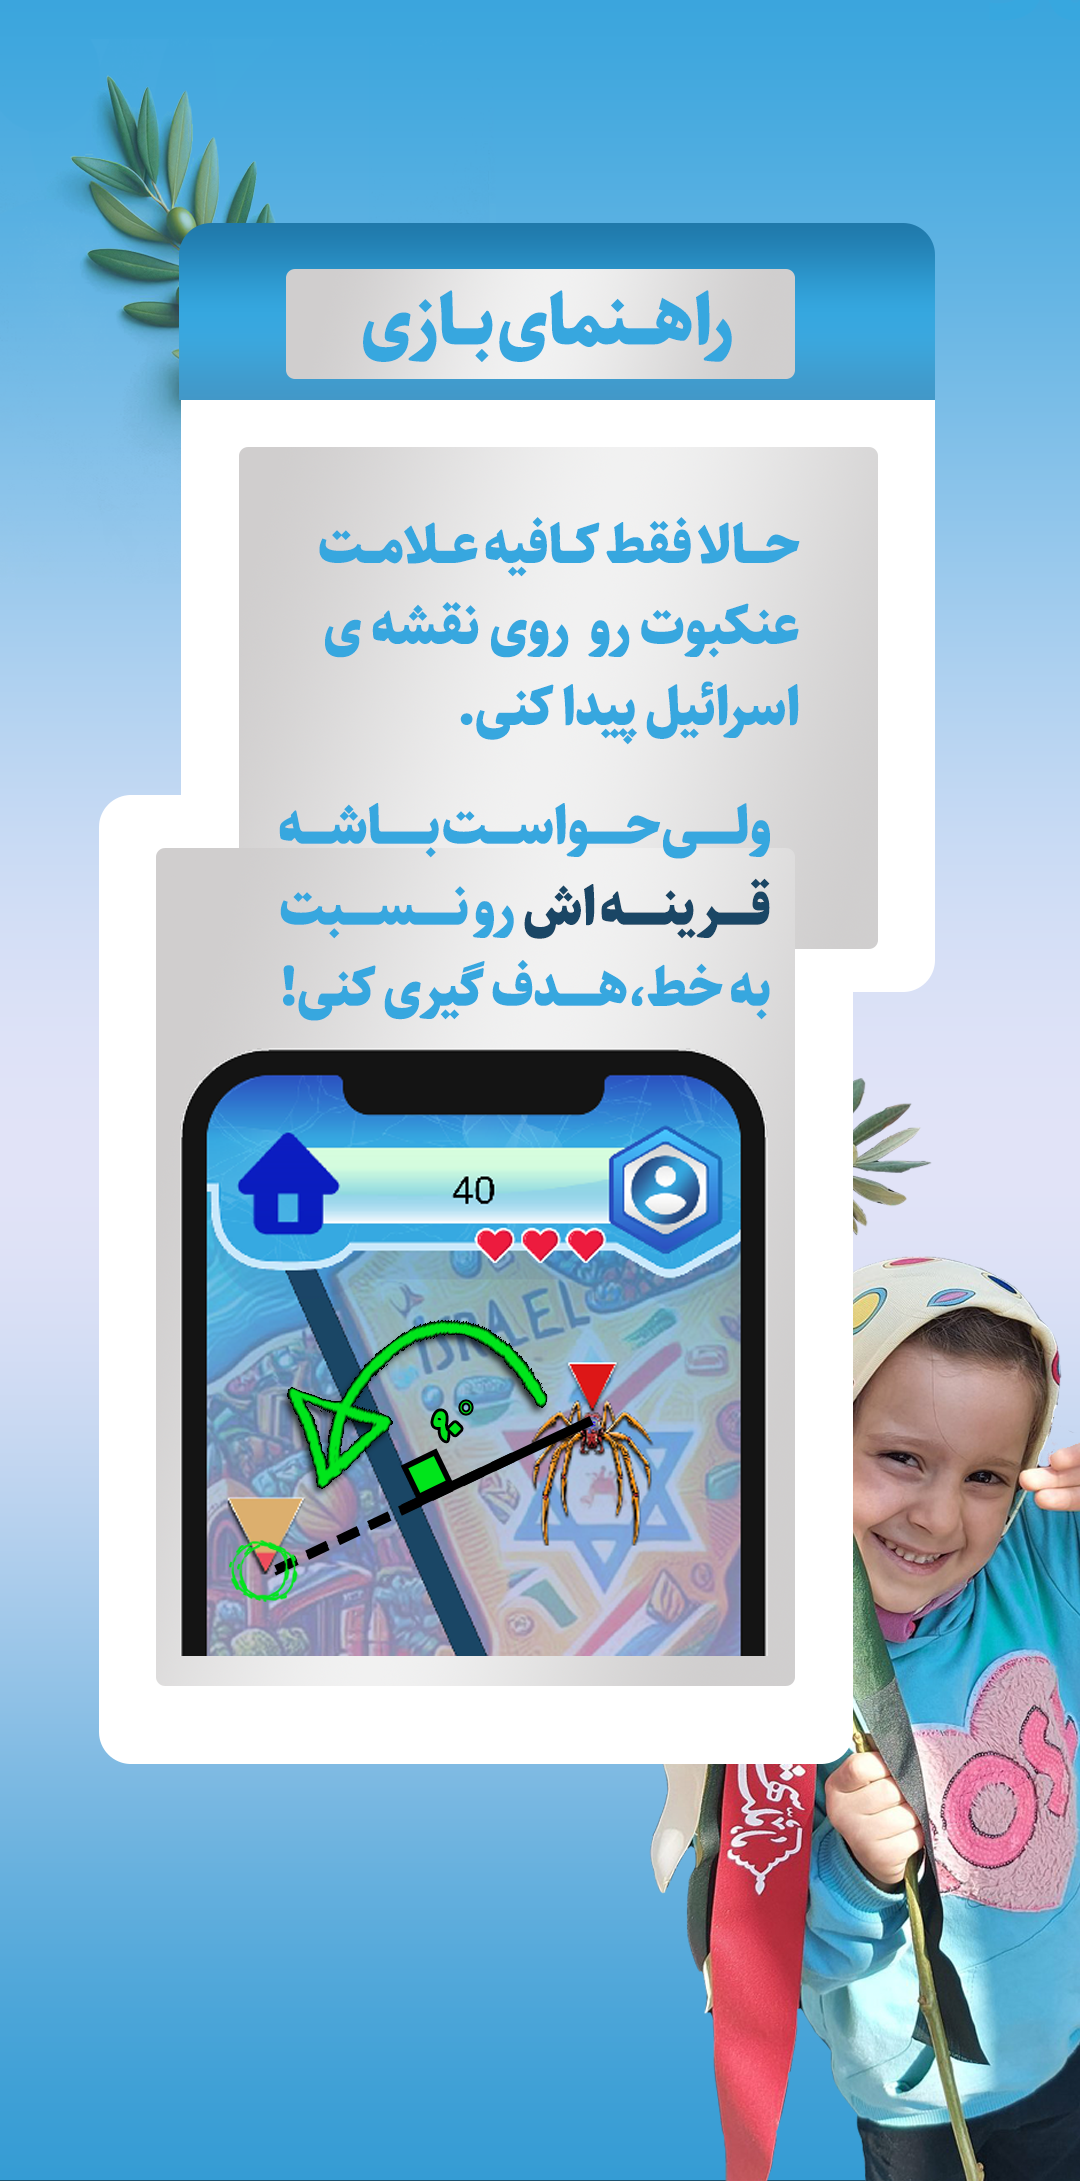 راهنمای بازی
حالا فقط کافیه علامت
عنکبوت رو روی نقشه ی
اسرائیل پیدا کنی.
ولی حواست باشه
قرینه اش رو نسبت
به خط، هدف گیری کنی!
40
ISRAEL
۹۰°